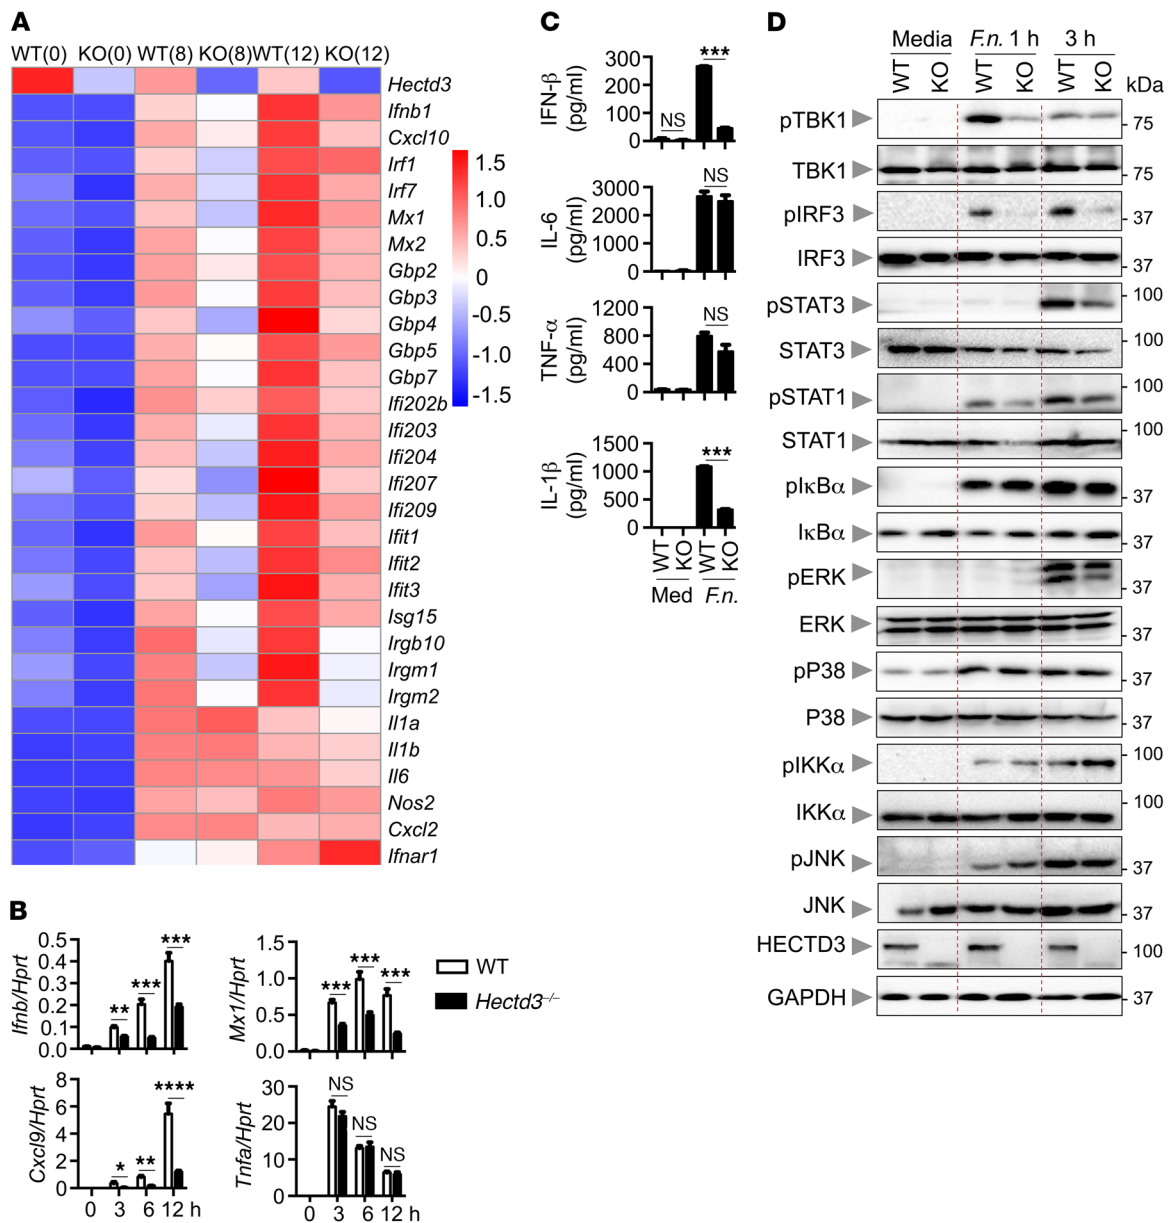 A
WT(0) KO(0) WT(8) KO(8) WT(12) KO(12)
Hectd3
Ifnb1
Cxcl10
Irf1
Irf7
Mx1
Mx2
Gbp2
Gbp3
Gbp4
Gbp5
Gbp7
Ifi202b
Ifi203
Ifi204
Ifi207
Ifi209
Ifit1
Ifit2
Ifit3
Isg15
Irgb10
Irgm1
Irgm2
Il1a
Il1b
Il6
Nos2
Cxcl2
Ifnar1
1.5
1.0
0.5
0
-0.5
-1.0
-1.5
B
Ifnb/Hprt
0.5
0.4
0.3
0.2
0.1
0.0
** *** ***
Mx1/Hprt
1.5
1.0
0.5
0.0
*** *** ***
WT
Hectd3–/–
Cxcl9/Hprt
8
6
4
2
0
* ** ****
0 3 6 12 h
Tnfa/Hprt
30
20
10
0
NS NS NS
0 3 6 12 h
C
IFN-β
(pg/ml)
300
200
100
0
NS ***
IL-6
(pg/ml)
3000
2000
1000
0
NS
TNF-α
(pg/ml)
1200
800
400
0
NS
IL-1β
(pg/ml)
1500
1000
500
0
***
WT KO WT KO
Med F.n.
D
Media F.n. 1 h 3 h
WT KO WT KO WT KO kDa
pTBK1 75
TBK1 75
pIRF3 37
IRF3 37
pSTAT3 100
STAT3 100
pSTAT1 100
STAT1 100
pIκBα 37
IκBα 37
pERK 37
ERK 37
pP38 37
P38 37
pIKKα 100
IKKα 100
pJNK 37
JNK 37
HECTD3 100
GAPDH 37